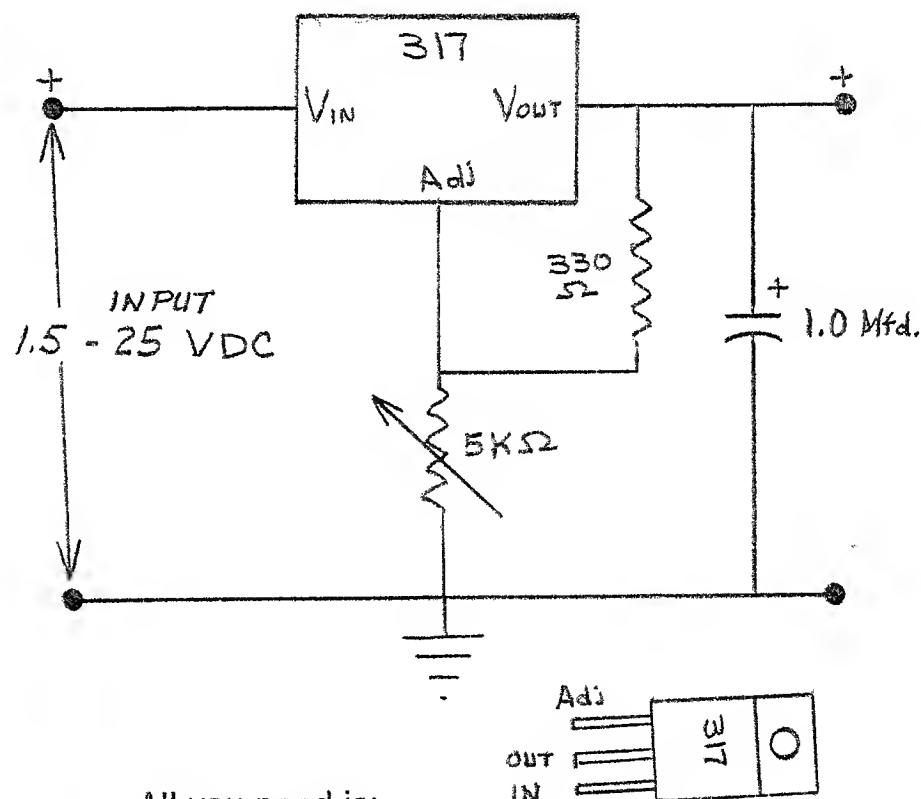 317
+
+
VIN
VOUT
Adj
330
Ω
+
1.0 Mfd.
INPUT
1.5 - 25 VDC
5KΩ
Adj
OUT
IN
317
All you need is: